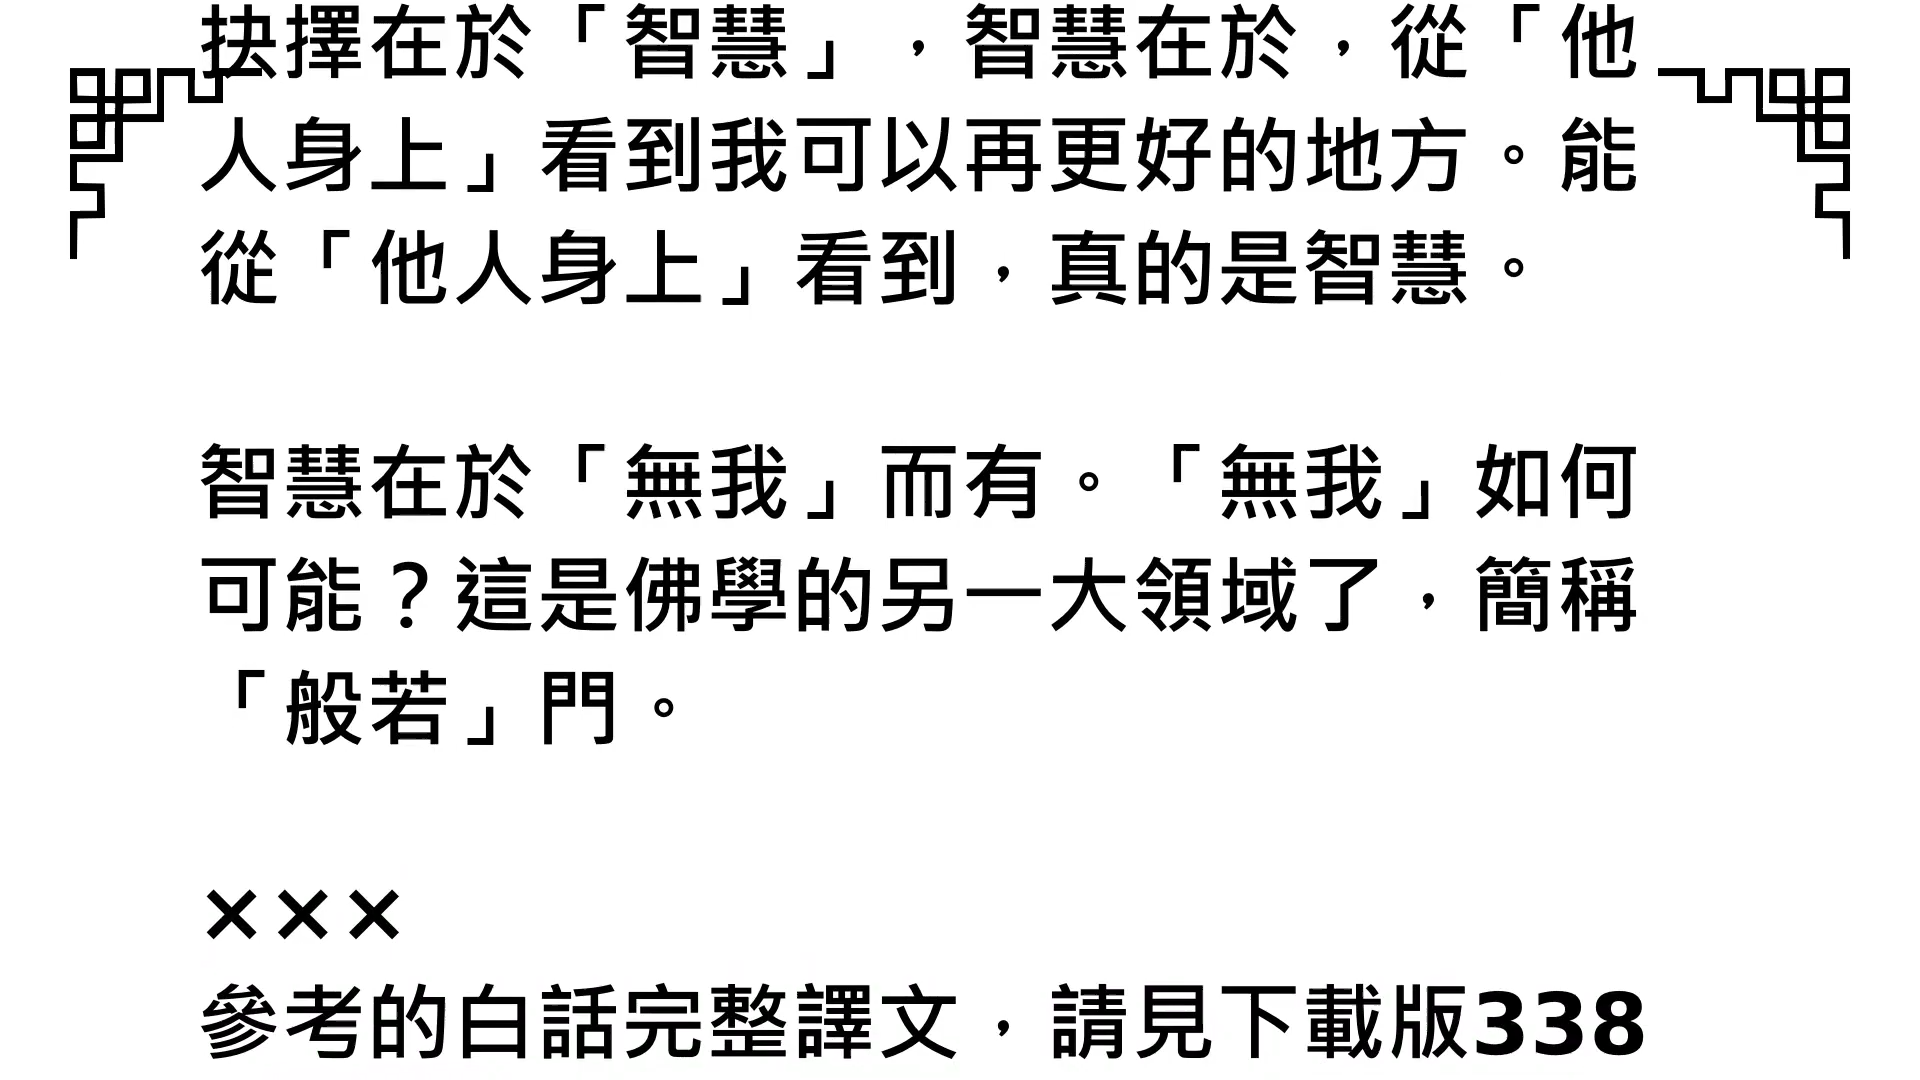 抉擇在於「智慧」，智慧在於，從「他
人身上」看到我可以再更好的地方。能
從「他人身上」看到，真的是智慧。
智慧在於「無我」而有。「無我」如何
可能？這是佛學的另一大領域了，簡稱
「般若」門。
×××
參考的白話完整譯文，請見下載版338